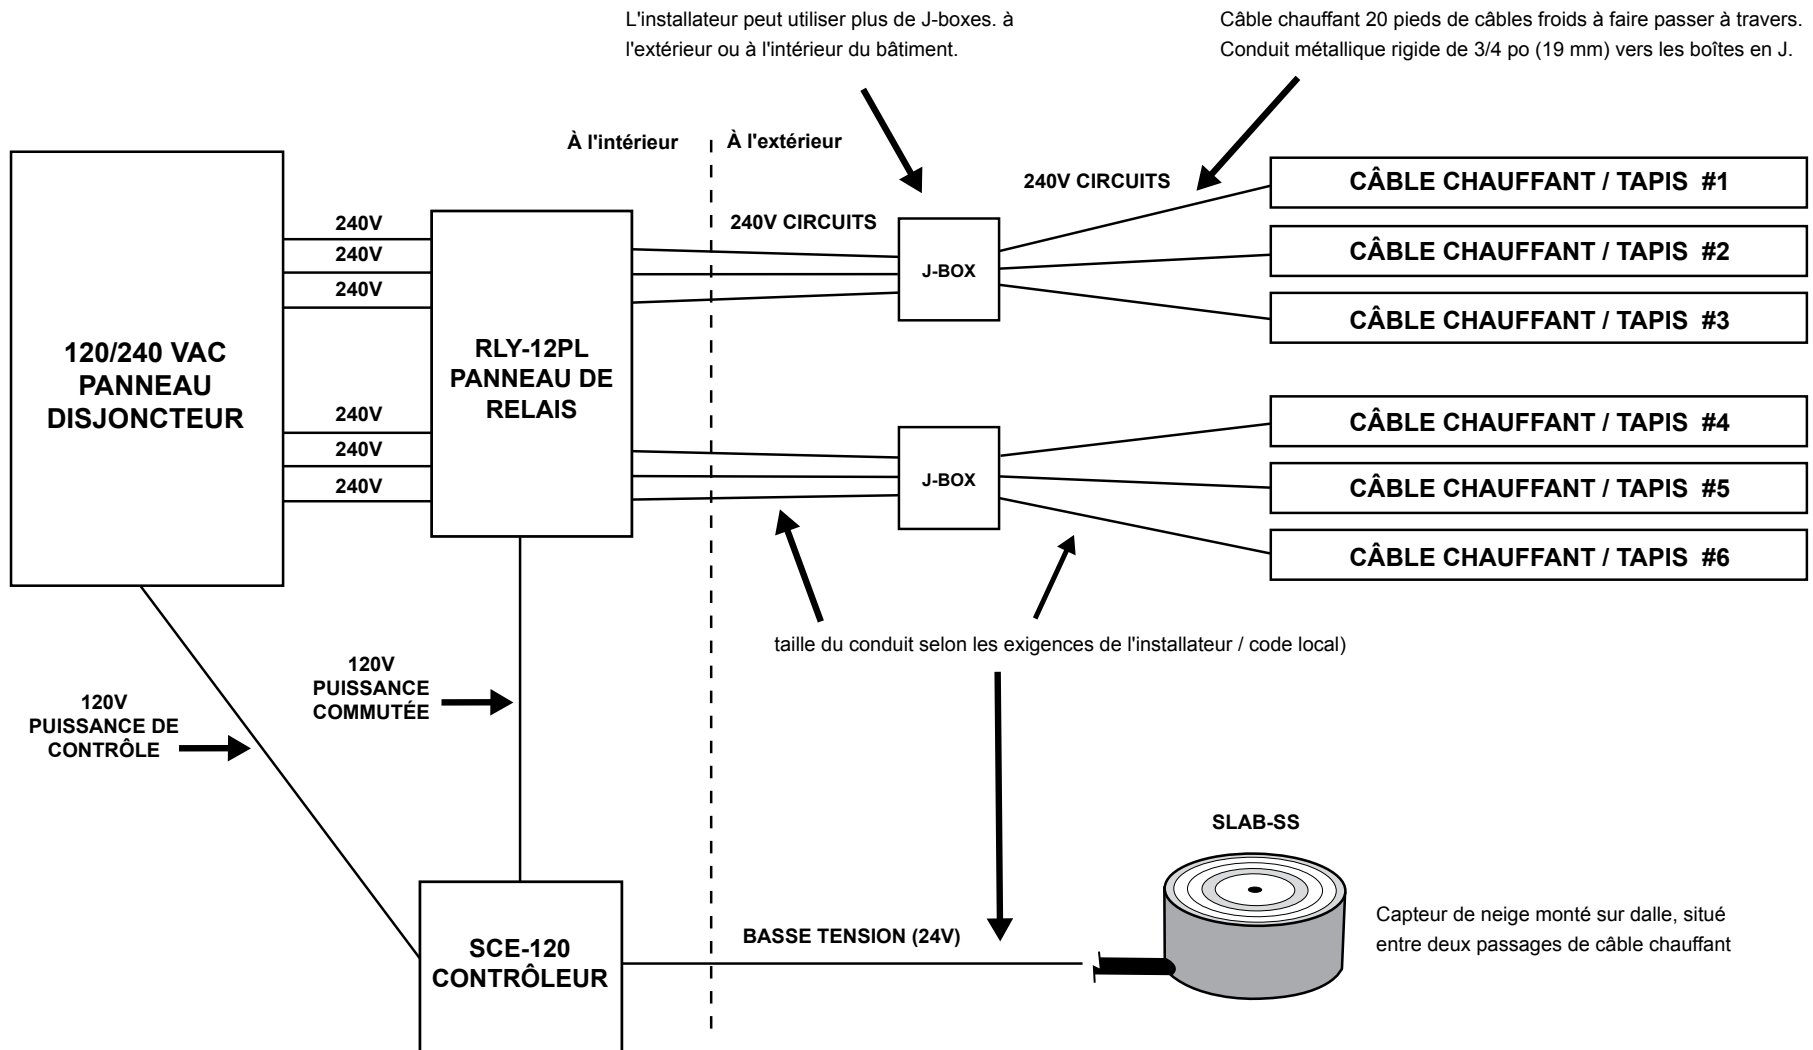 L'installateur peut utiliser plus de J-boxes. à
l'extérieur ou à l'intérieur du bâtiment.
Câble chauffant 20 pieds de câbles froids à faire passer à travers.
Conduit métallique rigide de 3/4 po (19 mm) vers les boîtes en J.
À l'intérieur
À l'extérieur
120/240 VAC
PANNEAU
DISJONCTEUR
240V
240V
240V
240V
240V
240V
RLY-12PL
PANNEAU DE
RELAIS
240V CIRCUITS
240V CIRCUITS
J-BOX
J-BOX
CÂBLE CHAUFFANT / TAPIS #1
CÂBLE CHAUFFANT / TAPIS #2
CÂBLE CHAUFFANT / TAPIS #3
CÂBLE CHAUFFANT / TAPIS #4
CÂBLE CHAUFFANT / TAPIS #5
CÂBLE CHAUFFANT / TAPIS #6
taille du conduit selon les exigences de l'installateur / code local)
120V
PUISSANCE DE
CONTRÔLE
120V
PUISSANCE
COMMUTÉE
SCE-120
CONTRÔLEUR
BASSE TENSION (24V)
SLAB-SS
Capteur de neige monté sur dalle, situé
entre deux passages de câble chauffant